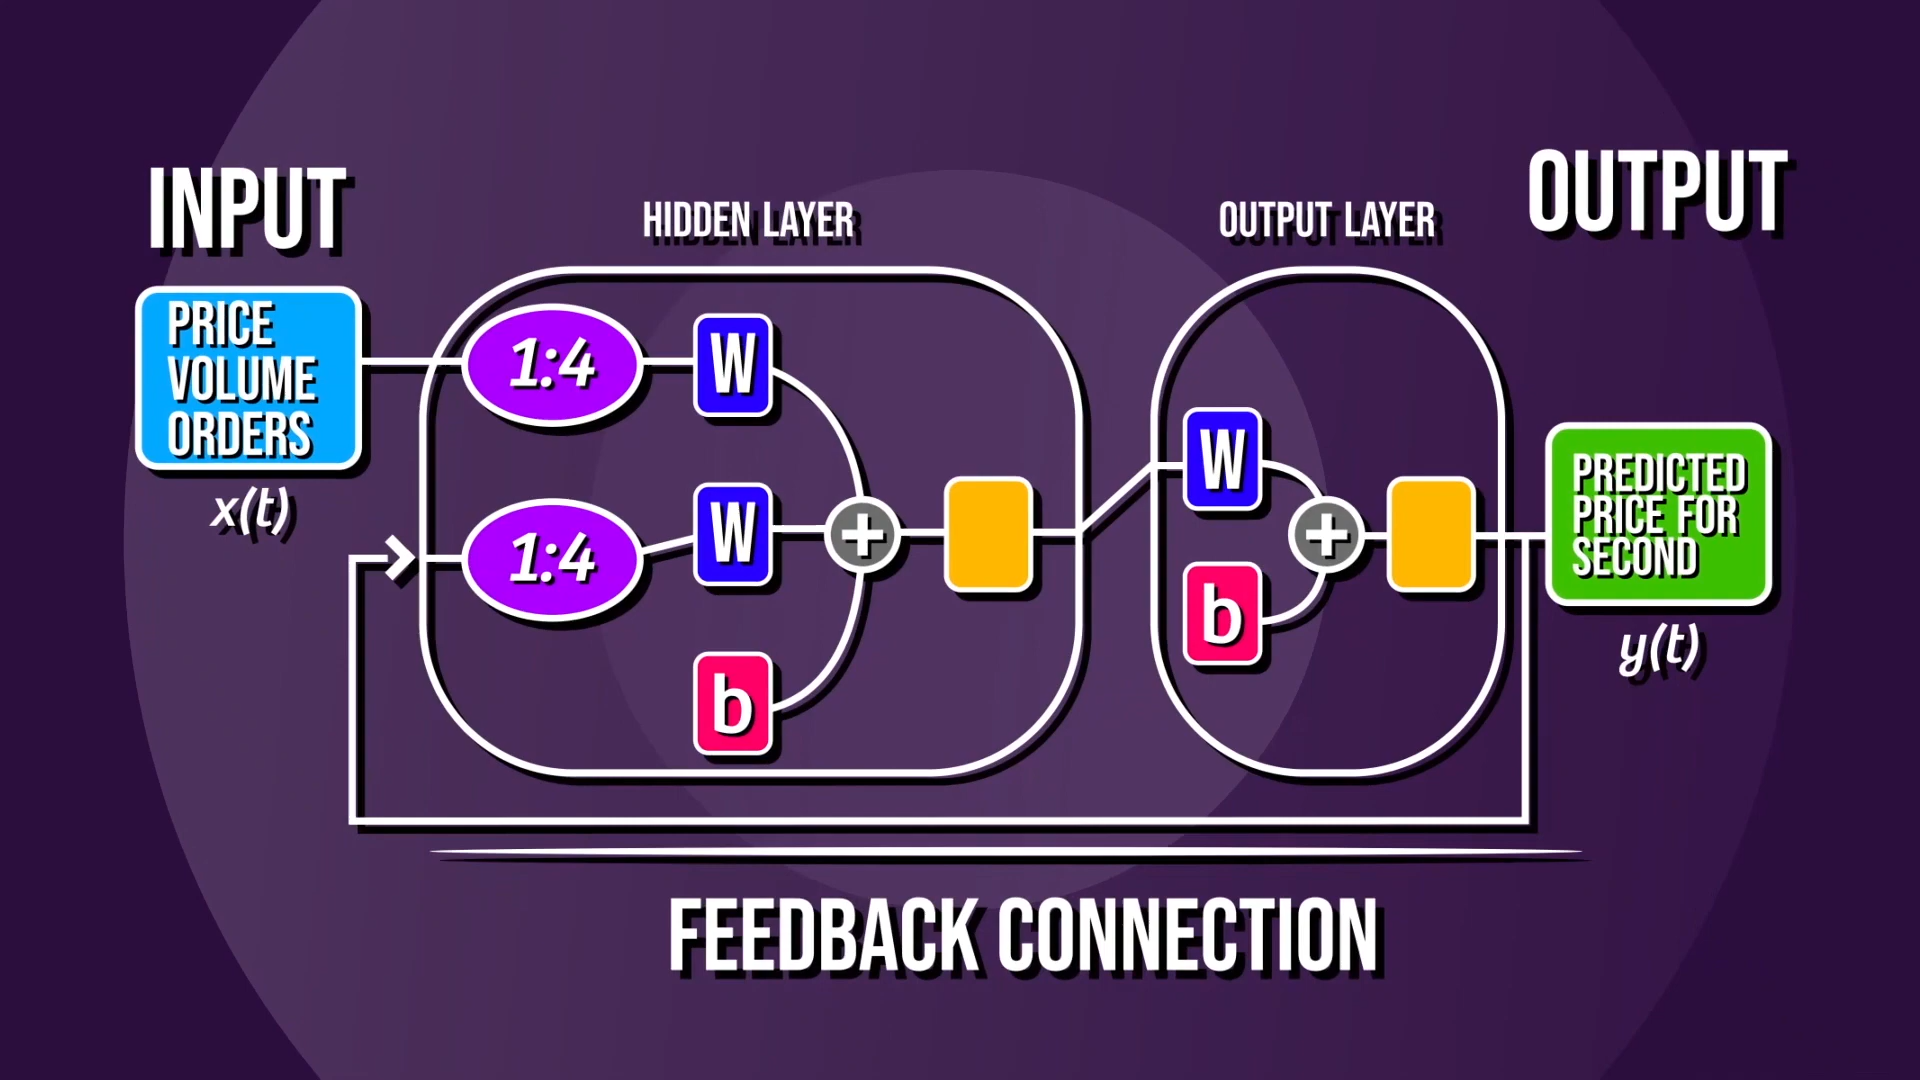 INPUT
OUTPUT
HIDDEN LAYER
OUTPUT LAYER
PRICE
VOLUME
ORDERS
x(t)
1:4
W
1:4
W
b
+
W
b
+
PREDICTED
PRICE FOR
SECOND
y(t)
FEEDBACK CONNECTION